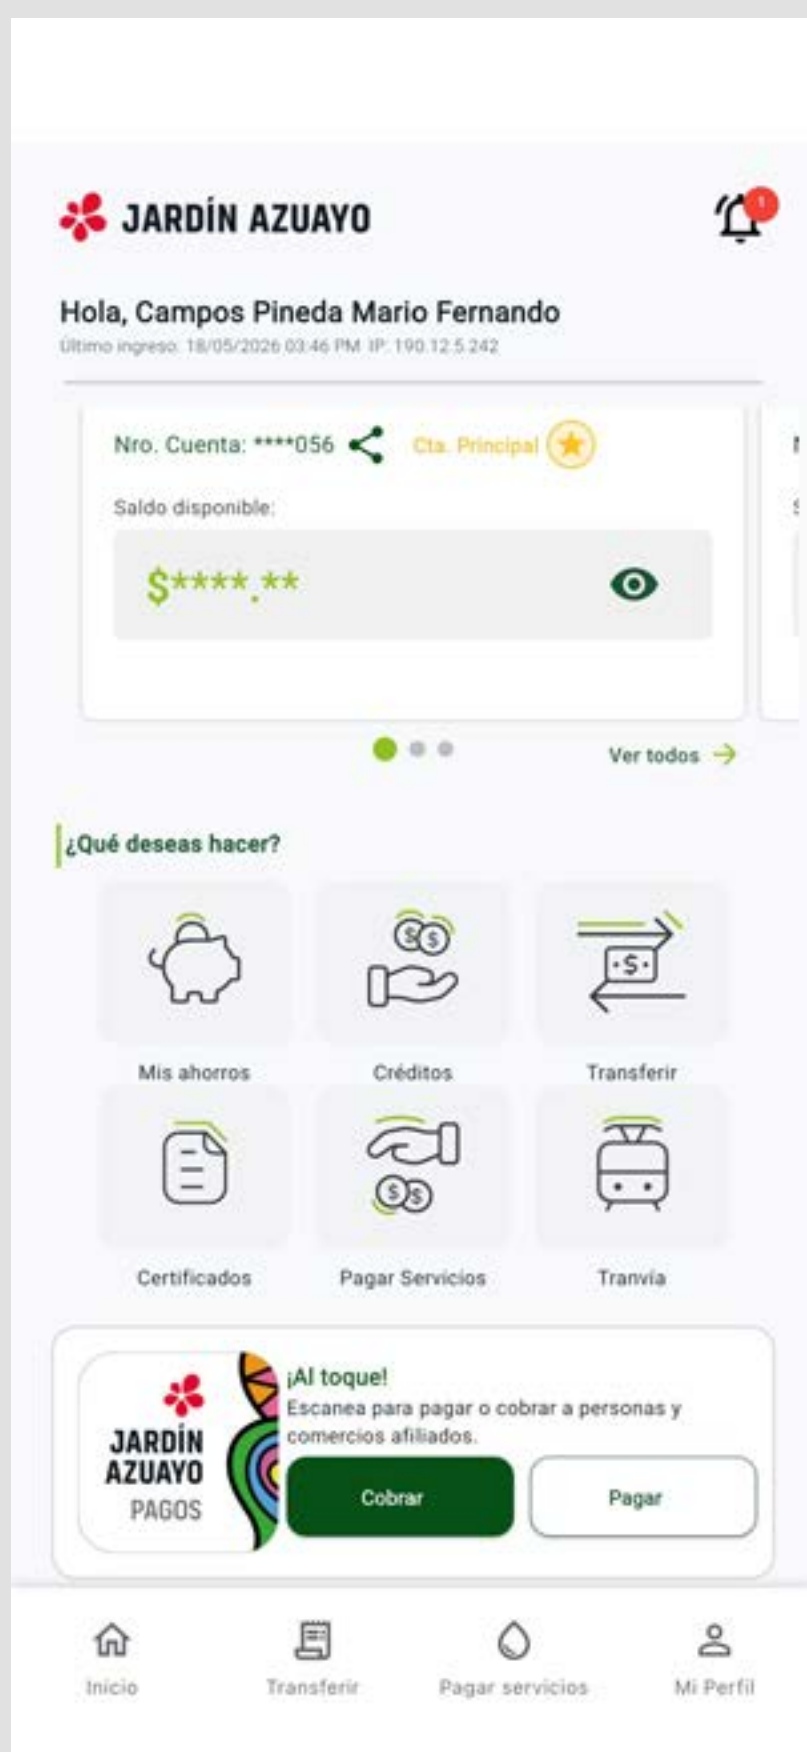 JARDÍN AZUAYO
1
Hola, Campos Pineda Mario Fernando
Último ingreso: 18/05/2026 03:46 PM IP: 190.12.5.242
Nro. Cuenta: ****056 Cta. Principal
Saldo disponible:
$****.**
Ver todos
¿Qué deseas hacer?
Mis ahorros Créditos Transferir
Certificados Pagar Servicios Tranvía
JARDÍN
AZUAYO
PAGOS
¡Al toque!
Escanea para pagar o cobrar a personas y
comercios afiliados.
Cobrar Pagar
Inicio Transferir Pagar servicios Mi Perfil